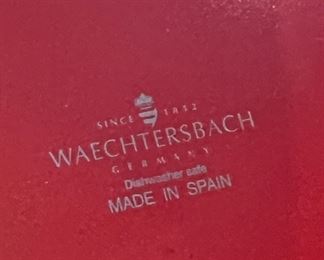 SINCE 1832
WAECHTERSBACH
GERMANY
Dishwasher safe
MADE IN SPAIN